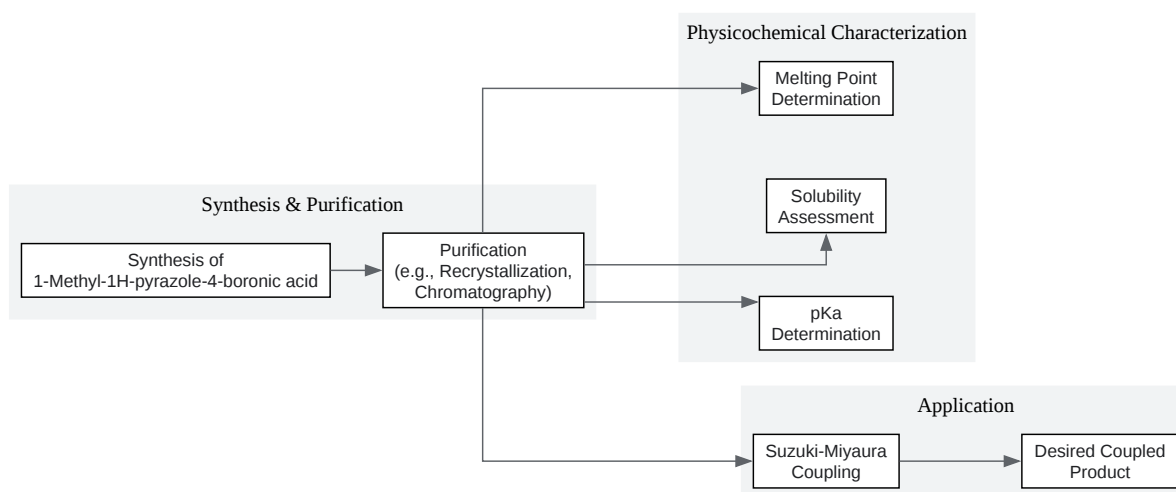 Physicochemical Characterization
Melting Point
Determination
Solubility
Assessment
pKa
Determination
Synthesis & Purification
Synthesis of
1-Methyl-1H-pyrazole-4-boronic acid
Purification
(e.g., Recrystallization,
Chromatography)
Application
Suzuki-Miyaura
Coupling
Desired Coupled
Product